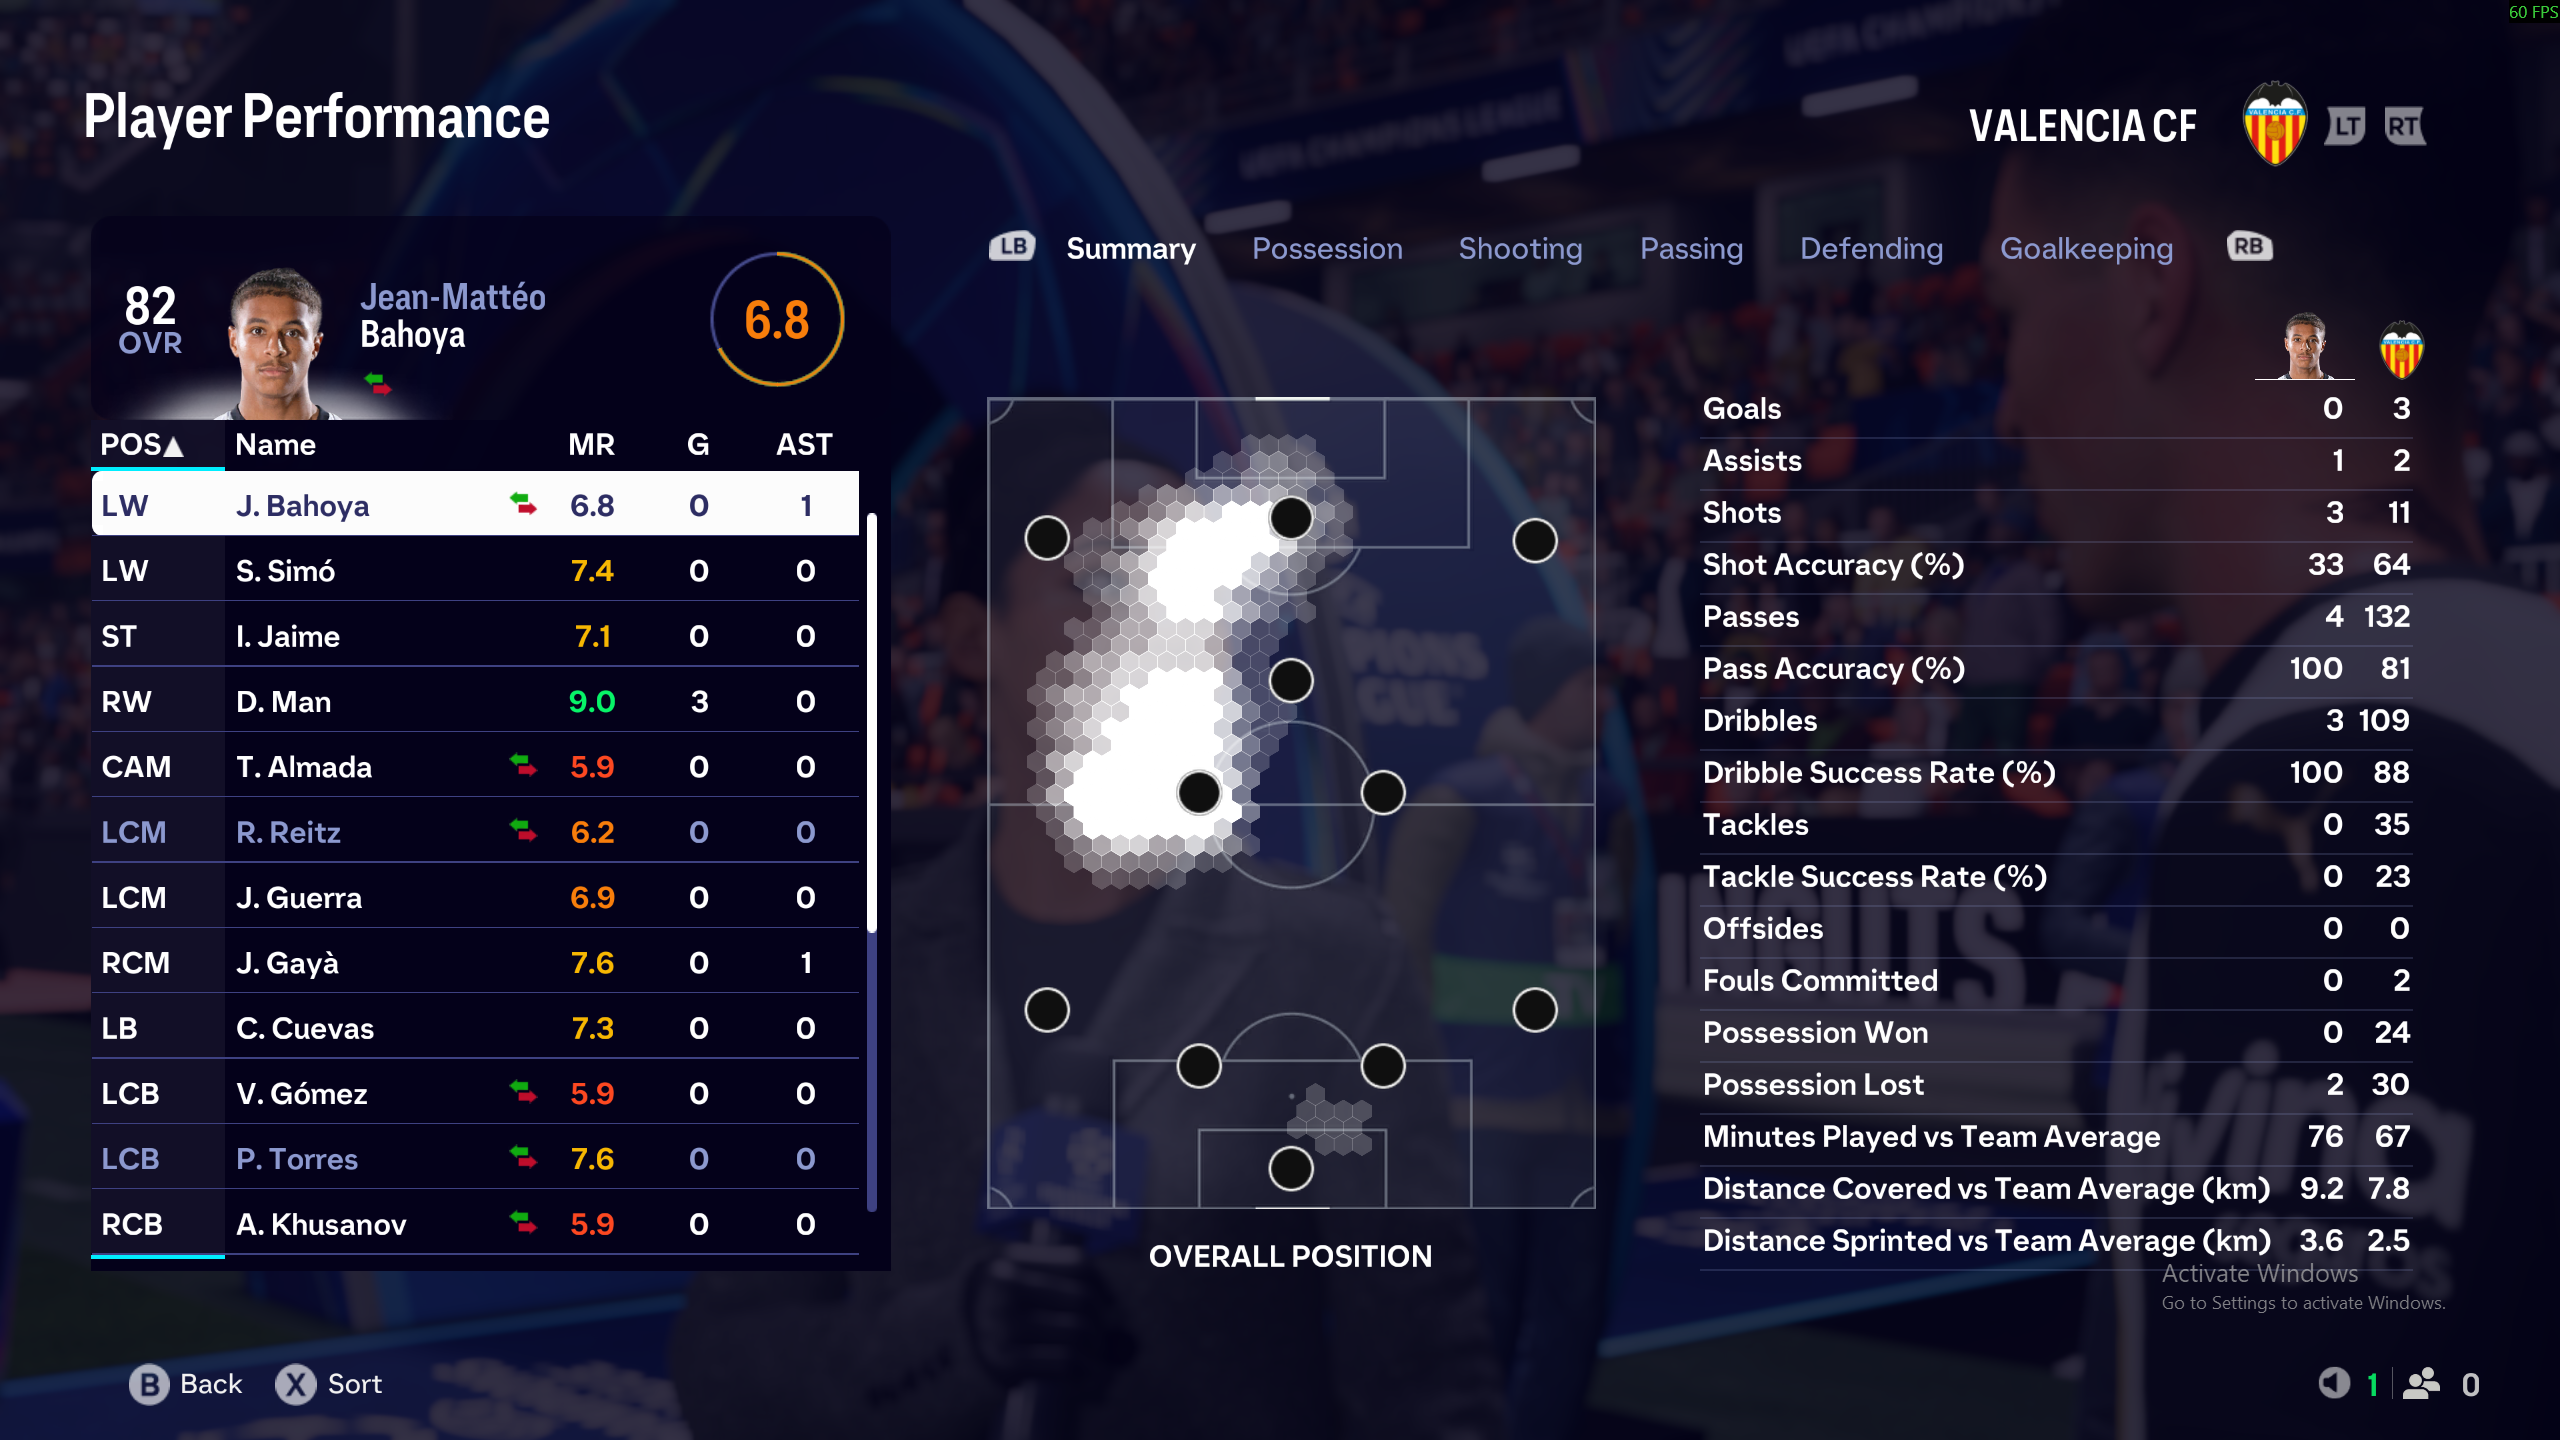 60 FPS
Player Performance
VALENCIA CF
LT RT
82
OVR
Jean-Mattéo
Bahoya
6.8
LB Summary Possession Shooting Passing Defending Goalkeeping RB
POS Name MR G AST
LW J. Bahoya 6.8 0 1
LW S. Simó 7.4 0 0
ST I. Jaime 7.1 0 0
RW D. Man 9.0 3 0
CAM T. Almada 5.9 0 0
LCM R. Reitz 6.2 0 0
LCM J. Guerra 6.9 0 0
RCM J. Gayà 7.6 0 1
LB C. Cuevas 7.3 0 0
LCB V. Gómez 5.9 0 0
LCB P. Torres 7.6 0 0
RCB A. Khusanov 5.9 0 0
OVERALL POSITION
Goals 0 3
Assists 1 2
Shots 3 11
Shot Accuracy (%) 33 64
Passes 4 132
Pass Accuracy (%) 100 81
Dribbles 3 109
Dribble Success Rate (%) 100 88
Tackles 0 35
Tackle Success Rate (%) 0 23
Offsides 0 0
Fouls Committed 0 2
Possession Won 0 24
Possession Lost 2 30
Minutes Played vs Team Average 76 67
Distance Covered vs Team Average (km) 9.2 7.8
Distance Sprinted vs Team Average (km) 3.6 2.5
Activate Windows
Go to Settings to activate Windows.
B Back X Sort
1 0